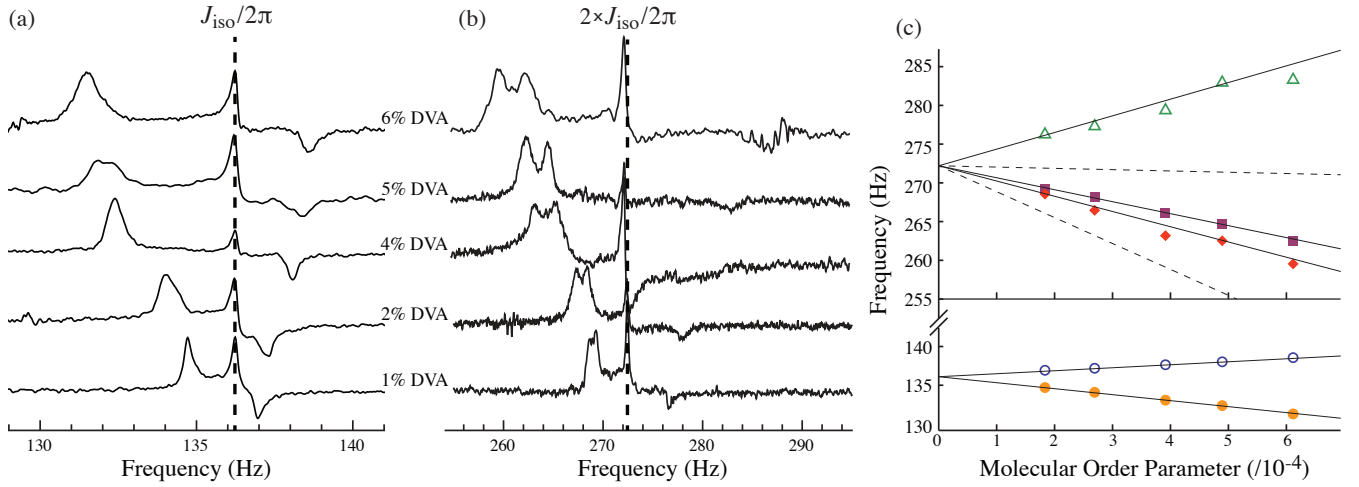 (a)
J_iso/2π
(b)
2×J_iso/2π
(c)
6% DVA
5% DVA
4% DVA
2% DVA
1% DVA
130
135
140
Frequency (Hz)
260
270
280
290
Frequency (Hz)
Frequency (Hz)
285
280
275
270
265
260
255
140
135
130
0
1
2
3
4
5
6
Molecular Order Parameter (/10⁻⁴)